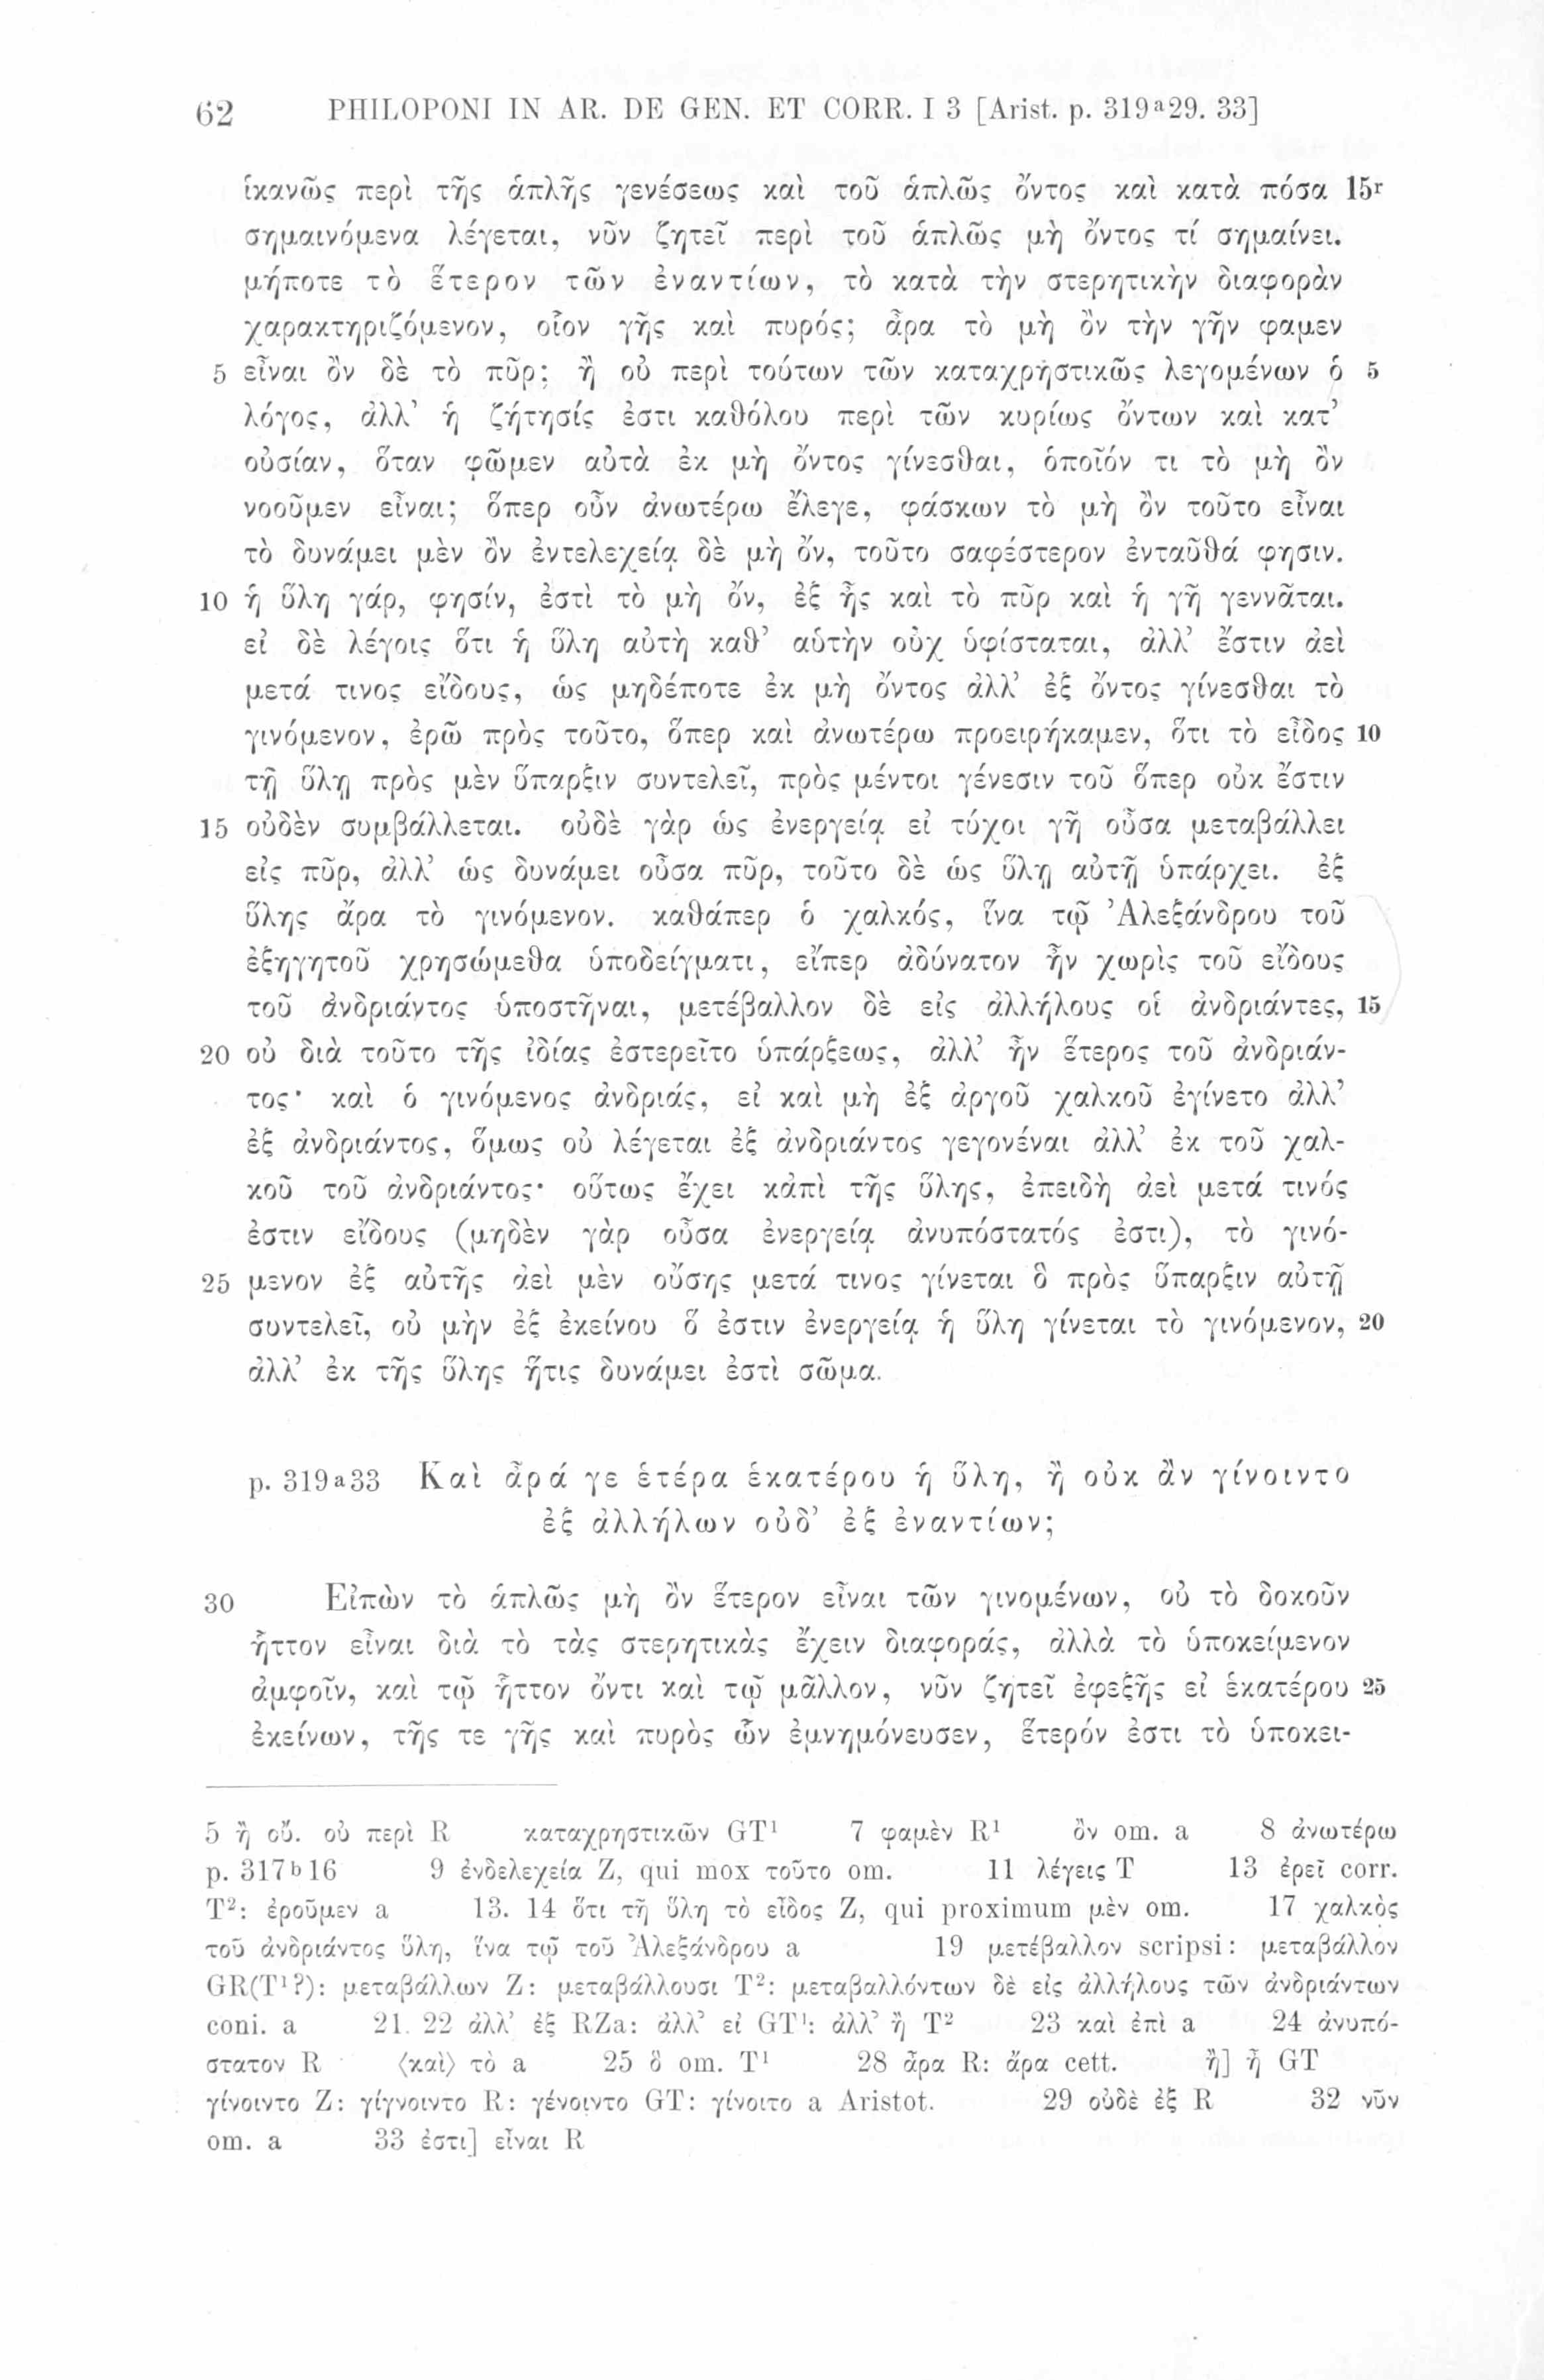 62 PHILOPONI IN AR. DE GEN. ET CORR. I 3 [Arist. p. 319ᵃ29. 33]
ἱκανῶς περὶ τῆς ἁπλῆς γενέσεως καὶ τοῦ ἁπλῶς ὄντος καὶ κατὰ πόσα 15ʳ
σημαινόμενα λέγεται, νῦν ζητεῖ περὶ τοῦ ἁπλῶς μὴ ὄντος τί σημαίνει.
μήποτε τὸ ἕτερον τῶν ἐναντίων, τὸ κατὰ τὴν στερητικὴν διαφορὰν
χαρακτηριζόμενον, οἷον γῆς καὶ πυρός; ἆρα τὸ μὴ ὂν τὴν γῆν φαμεν
5 εἶναι ὂν δὲ τὸ πῦρ; ἢ οὐ περὶ τούτων τῶν καταχρηστικῶς λεγομένων ὁ 5
λόγος, ἀλλ’ ἡ ζήτησίς ἐστι καθόλου περὶ τῶν κυρίως ὄντων καὶ κατ’
οὐσίαν, ὅταν φῶμεν αὐτὰ ἐκ μὴ ὄντος γίνεσθαι, ὁποῖόν τι τὸ μὴ ὂν
νοοῦμεν εἶναι; ὅπερ οὖν ἀνωτέρω ἔλεγε, φάσκων τὸ μὴ ὂν τοῦτο εἶναι
τὸ δυνάμει μὲν ὂν ἐντελεχείᾳ δὲ μὴ ὄν, τοῦτο σαφέστερον ἐνταῦθά φησιν.
10 ἡ ὕλη γάρ, φησίν, ἐστὶ τὸ μὴ ὄν, ἐξ ἧς καὶ τὸ πῦρ καὶ ἡ γῆ γεννᾶται.
εἰ δὲ λέγοις ὅτι ἡ ὕλη αὐτὴ καθ’ αὑτὴν οὐχ ὑφίσταται, ἀλλ’ ἔστιν ἀεὶ
μετά τινος εἴδους, ὡς μηδέποτε ἐκ μὴ ὄντος ἀλλ’ ἐξ ὄντος γίνεσθαι τὸ
γινόμενον, ἐρῶ πρὸς τοῦτο, ὅπερ καὶ ἀνωτέρω προειρήκαμεν, ὅτι τὸ εἶδος 10
τῇ ὕλῃ πρὸς μὲν ὕπαρξιν συντελεῖ, πρὸς μέντοι γένεσιν τοῦ ὅπερ οὐκ ἔστιν
15 οὐδὲν συμβάλλεται. οὐδὲ γὰρ ὡς ἐνεργείᾳ εἰ τύχοι γῆ οὖσα μεταβάλλει
εἰς πῦρ, ἀλλ’ ὡς δυνάμει οὖσα πῦρ, τοῦτο δὲ ὡς ὕλῃ αὐτῇ ὑπάρχει. ἐξ
ὕλης ἄρα τὸ γινόμενον. καθάπερ ὁ χαλκός, ἵνα τῷ Ἀλεξάνδρου τοῦ
ἐξηγητοῦ χρησώμεθα ὑποδείγματι, εἴπερ ἀδύνατον ἦν χωρὶς τοῦ εἴδους
τοῦ ἀνδριάντος ὑποστῆναι, μετέβαλλον δὲ εἰς ἀλλήλους οἱ ἀνδριάντες, 15
20 οὐ διὰ τοῦτο τῆς ἰδίας ἐστερεῖτο ὑπάρξεως, ἀλλ’ ἦν ἕτερος τοῦ ἀνδριάν-
τος· καὶ ὁ γινόμενος ἀνδριάς, εἰ καὶ μὴ ἐξ ἀργοῦ χαλκοῦ ἐγίνετο ἀλλ’
ἐξ ἀνδριάντος, ὅμως οὐ λέγεται ἐξ ἀνδριάντος γεγονέναι ἀλλ’ ἐκ τοῦ χαλ-
κοῦ τοῦ ἀνδριάντος· οὕτως ἔχει κἀπὶ τῆς ὕλης, ἐπειδὴ ἀεὶ μετά τινός
ἐστιν εἴδους (μηδὲν γὰρ οὖσα ἐνεργείᾳ ἀνυπόστατός ἐστι), τὸ γινό-
25 μενον ἐξ αὐτῆς ἀεὶ μὲν οὔσης μετά τινος γίνεται ὃ πρὸς ὕπαρξιν αὐτῇ
συντελεῖ, οὐ μὴν ἐξ ἐκείνου ὅ ἐστιν ἐνεργείᾳ ἡ ὕλη γίνεται τὸ γινόμενον, 20
ἀλλ’ ἐκ τῆς ὕλης ἥτις δυνάμει ἐστὶ σῶμα.
p. 319ᵃ33 Καὶ ἆρά γε ἑτέρα ἑκατέρου ἡ ὕλη, ἢ οὐκ ἂν γίνοιντο
ἐξ ἀλλήλων οὐδ’ ἐξ ἐναντίων;
30 Εἰπὼν τὸ ἁπλῶς μὴ ὂν ἕτερον εἶναι τῶν γινομένων, οὐ τὸ δοκοῦν
ἧττον εἶναι διὰ τὸ τὰς στερητικὰς ἔχειν διαφοράς, ἀλλὰ τὸ ὑποκείμενον
ἀμφοῖν, καὶ τῷ ἧττον ὄντι καὶ τῷ μᾶλλον, νῦν ζητεῖ ἐφεξῆς εἰ ἑκατέρου 25
ἐκείνων, τῆς τε γῆς καὶ πυρὸς ὧν ἐμνημόνευσεν, ἕτερόν ἐστι τὸ ὑποκει-
5 ἢ οὔ. οὐ περὶ R καταχρηστικῶν GT¹ 7 φαμὲν R¹ ὂν om. a 8 ἀνωτέρω
p. 317ᵇ16 9 ἐνδελεχεία Z, qui mox τοῦτο om. 11 λέγεις T 13 ἐρεῖ corr.
T²: ἐροῦμεν a 13. 14 ὅτι τῇ ὕλῃ τὸ εἶδος Z, qui proximum μὲν om. 17 χαλκὸς
τοῦ ἀνδριάντος ὕλη, ἵνα τῷ τοῦ Ἀλεξάνδρου a 19 μετέβαλλον scripsi: μεταβάλλον
GR(T¹?): μεταβάλλων Z: μεταβάλλουσι T²: μεταβαλλόντων δὲ εἰς ἀλλήλους τῶν ἀνδριάντων
coni. a 21. 22 ἀλλ’ ἐξ RZa: ἀλλ’ εἰ GT¹: ἀλλ’ ἢ T² 23 καὶ ἐπὶ a 24 ἀνυπό-
στατον R ⟨καὶ⟩ τὸ a 25 ὃ om. T¹ 28 ἆρα R: ἄρα cett. ἢ] ἦ GT
γίνοιντο Z: γίγνοιντο R: γένοιντο GT: γίνοιτο a Aristot. 29 οὐδὲ ἐξ R 32 νῦν
om. a 33 ἐστι] εἶναι R